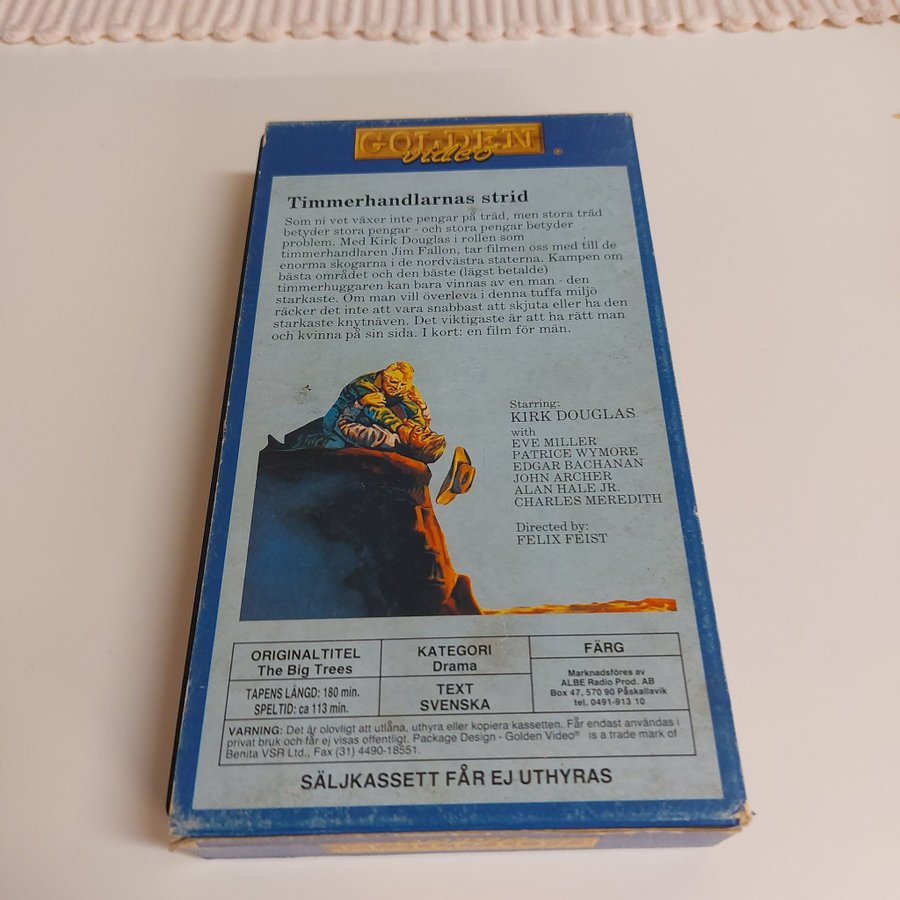 GOLDEN
video ®
Timmerhandlarnas strid
Som ni vet växer inte pengar på träd, men stora träd
betyder stora pengar - och stora pengar betyder
problem. Med Kirk Douglas i rollen som
timmerhandlaren Jim Fallon, tar filmen oss med till de
enorma skogarna i de nordvästra staterna. Kampen om
bästa området och den bäste (lägst betalde)
timmerhuggaren kan bara vinnas av en man - den
starkaste. Om man vill överleva i denna tuffa miljö
räcker det inte att vara snabbast att skjuta eller ha den
starkaste knytnäven. Det viktigaste är att ha rätt man
och kvinna på sin sida. I kort: en film för män.
Starring:
KIRK DOUGLAS
with
EVE MILLER
PATRICE WYMORE
EDGAR BACHANAN
JOHN ARCHER
ALAN HALE JR.
CHARLES MEREDITH
Directed by:
FELIX FEIST
ORIGINALTITEL
The Big Trees
TAPENS LÄNGD: 180 min.
SPELTID: ca 113 min.
KATEGORI
Drama
TEXT
SVENSKA
FÄRG
Marknadsföres av
ALBE Radio Prod. AB
Box 47, 570 90 Påskallavik
tel. 0491-913 10
VARNING: Det är olovligt att utlåna, uthyra eller kopiera kassetten. Får endast användas i
privat bruk och får ej visas offentligt. Package Design - Golden Video® is a trade mark of
Benita VSR Ltd., Fax (31) 4490-18551.
SÄLJKASSETT FÅR EJ UTHYRAS